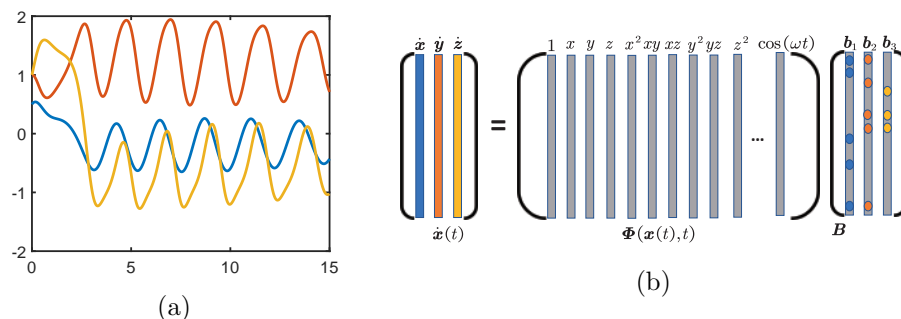 2
1
0
-1
-2
0 5 10 15
(a)
ẋ ẏ ż
=
1 x y z x² xy xz y² yz z² cos(ωt)
...
b₁ b₂ b₃
ẋ(t)
Φ(x(t), t)
B
(b)